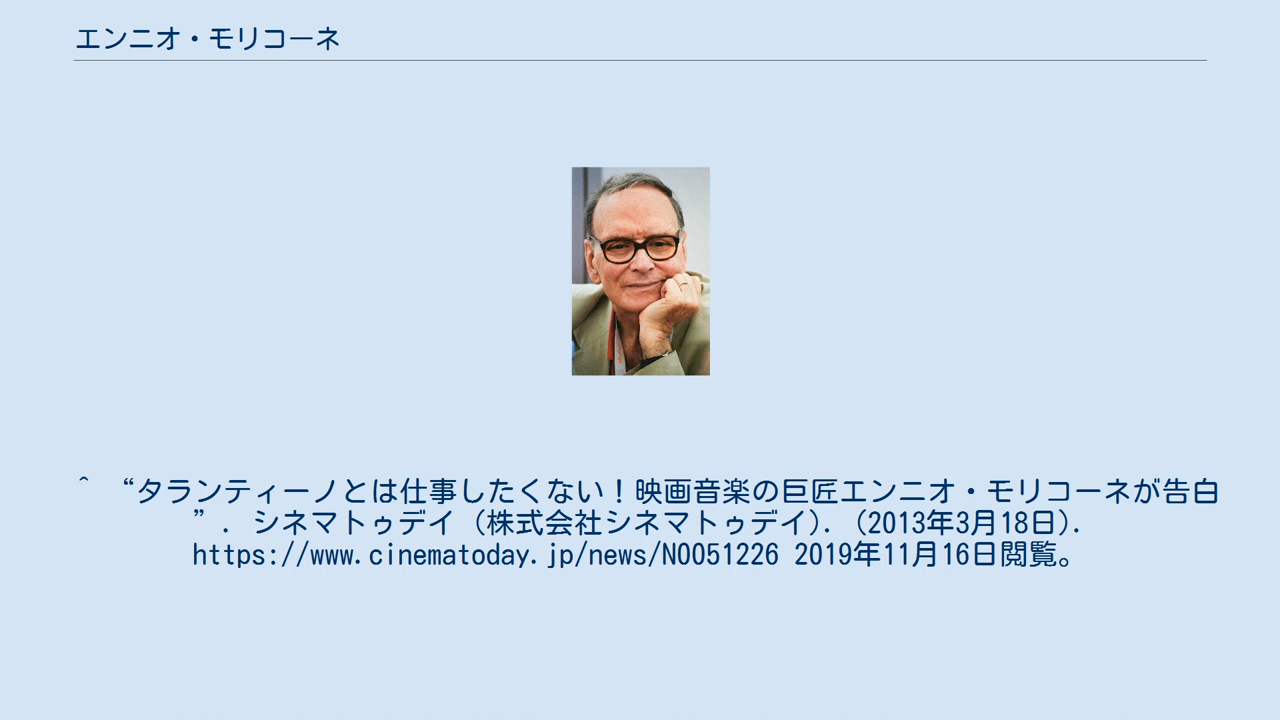 エンニオ・モリコーネ
^ “タランティーノとは仕事したくない！映画音楽の巨匠エンニオ・モリコーネが告白
”. シネマトゥデイ (株式会社シネマトゥデイ). (2013年3月18日).
https://www.cinematoday.jp/news/N0051226 2019年11月16日閲覧。